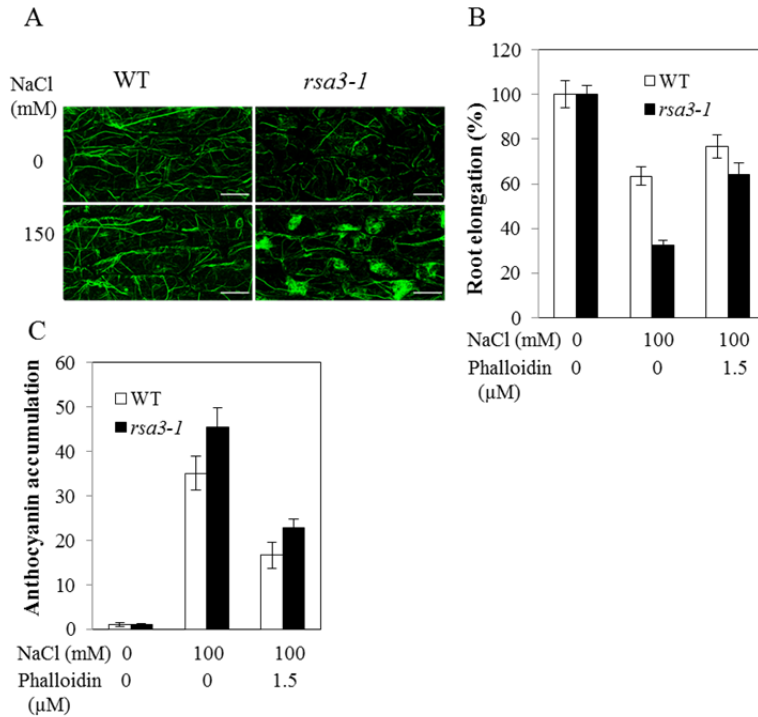 A
NaCl (mM)
WT
rsa3-1
0
150
B
Root elongation (%)
120
100
80
60
40
20
0
WT
rsa3-1
NaCl (mM) 0 100 100
Phalloidin (µM) 0 0 1.5
C
Anthocyanin accumulation
60
50
40
30
20
10
0
WT
rsa3-1
NaCl (mM) 0 100 100
Phalloidin (µM) 0 0 1.5